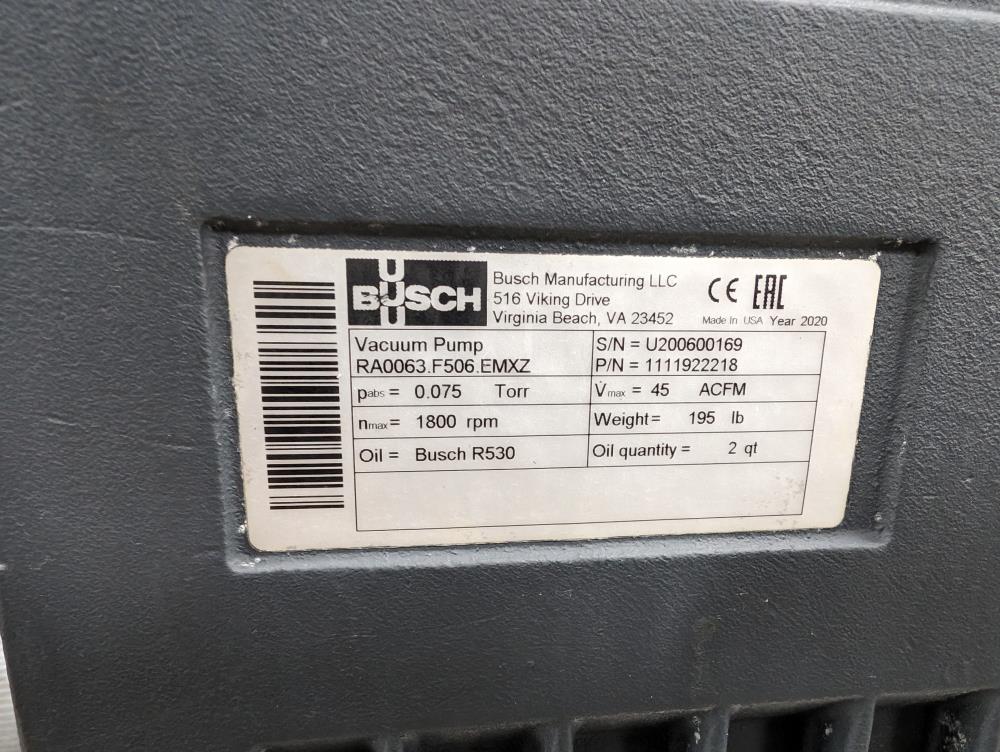 U
BUSCH
U
Busch Manufacturing LLC
516 Viking Drive
Virginia Beach, VA 23452
CE EAC
Made In USA Year 2020
Vacuum Pump
RA0063.F506.EMXZ
S/N = U200600169
P/N = 1111922218
pabs = 0.075 Torr
V̇max = 45 ACFM
nmax = 1800 rpm
Weight = 195 lb
Oil = Busch R530
Oil quantity = 2 qt